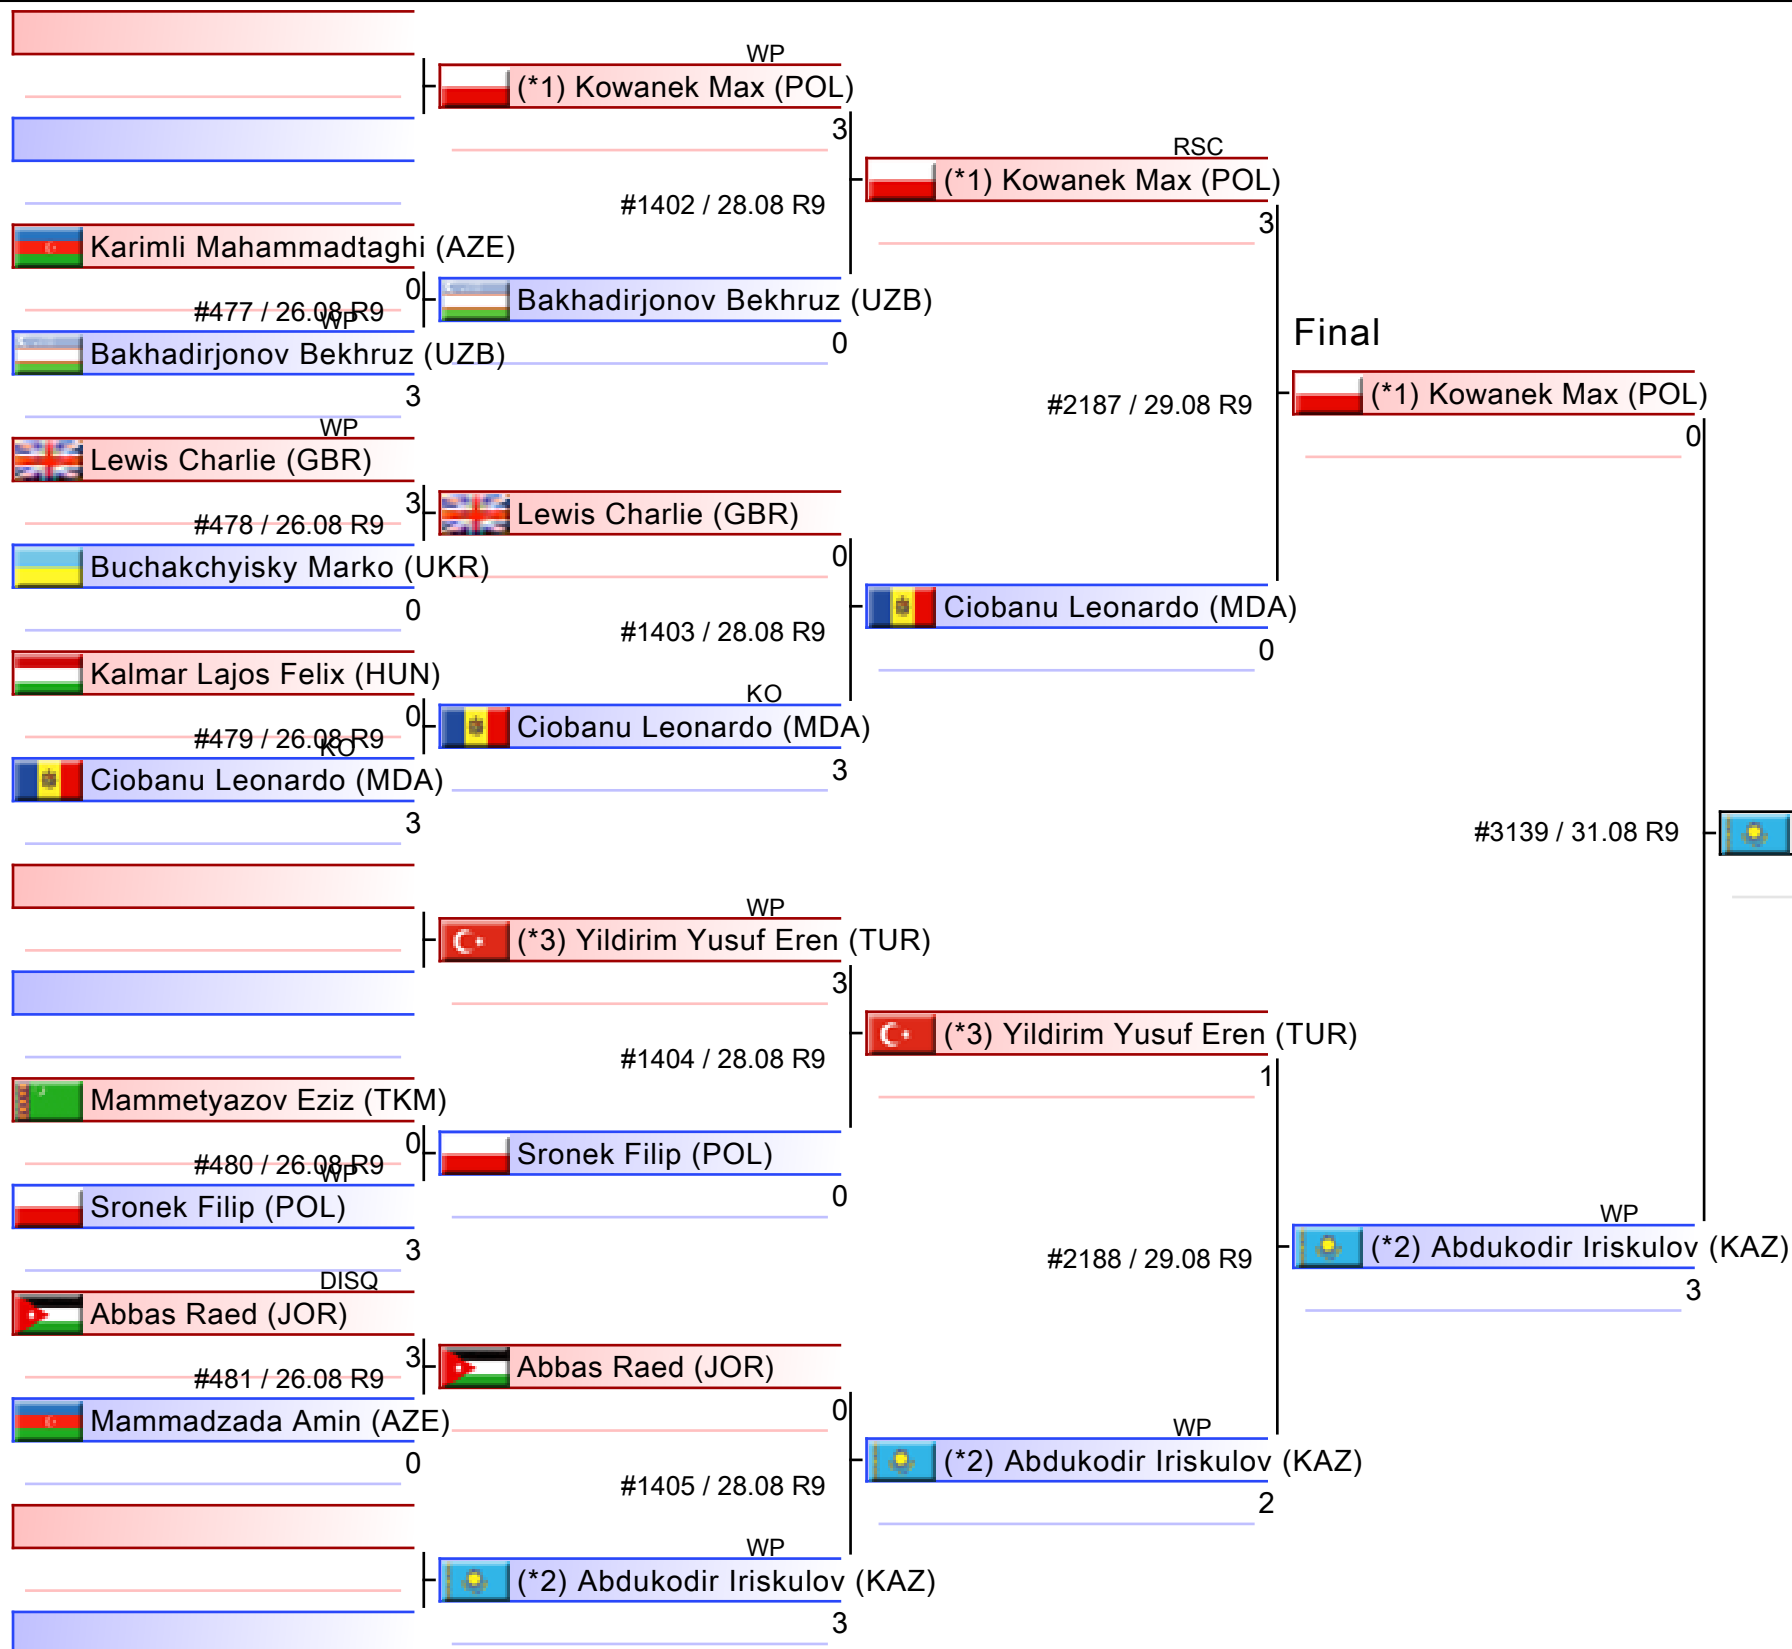 WP
(*1) Kowanek Max (POL)
3
#1402 / 28.08 R9
Karimli Mahammadtaghi (AZE)
0
#477 / 26.08 R9
WP
Bakhadirjonov Bekhruz (UZB)
3
Bakhadirjonov Bekhruz (UZB)
0
WP
Lewis Charlie (GBR)
3
#478 / 26.08 R9
Buchakchyisky Marko (UKR)
0
Lewis Charlie (GBR)
0
#1403 / 28.08 R9
Kalmar Lajos Felix (HUN)
0
#479 / 26.08 R9
KO
Ciobanu Leonardo (MDA)
3
KO
Ciobanu Leonardo (MDA)
3
RSC
(*1) Kowanek Max (POL)
3
#2187 / 29.08 R9
Ciobanu Leonardo (MDA)
0
Final
(*1) Kowanek Max (POL)
0
#3139 / 31.08 R9
WP
(*3) Yildirim Yusuf Eren (TUR)
3
#1404 / 28.08 R9
Mammetyazov Eziz (TKM)
0
#480 / 26.08 R9
WP
Sronek Filip (POL)
3
Sronek Filip (POL)
0
DISQ
Abbas Raed (JOR)
3
#481 / 26.08 R9
Mammadzada Amin (AZE)
0
Abbas Raed (JOR)
0
#1405 / 28.08 R9
WP
(*2) Abdukodir Iriskulov (KAZ)
3
(*3) Yildirim Yusuf Eren (TUR)
1
#2188 / 29.08 R9
WP
(*2) Abdukodir Iriskulov (KAZ)
2
WP
(*2) Abdukodir Iriskulov (KAZ)
3